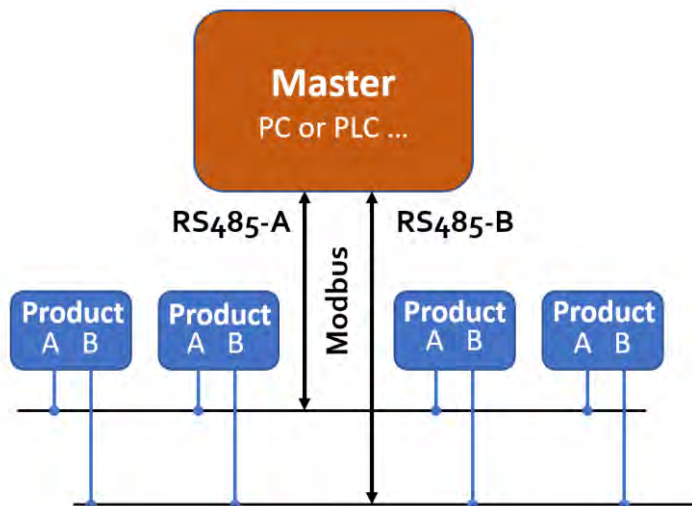 Master
PC or PLC ...
RS485-A
RS485-B
Modbus
Product
A B
Product
A B
Product
A B
Product
A B